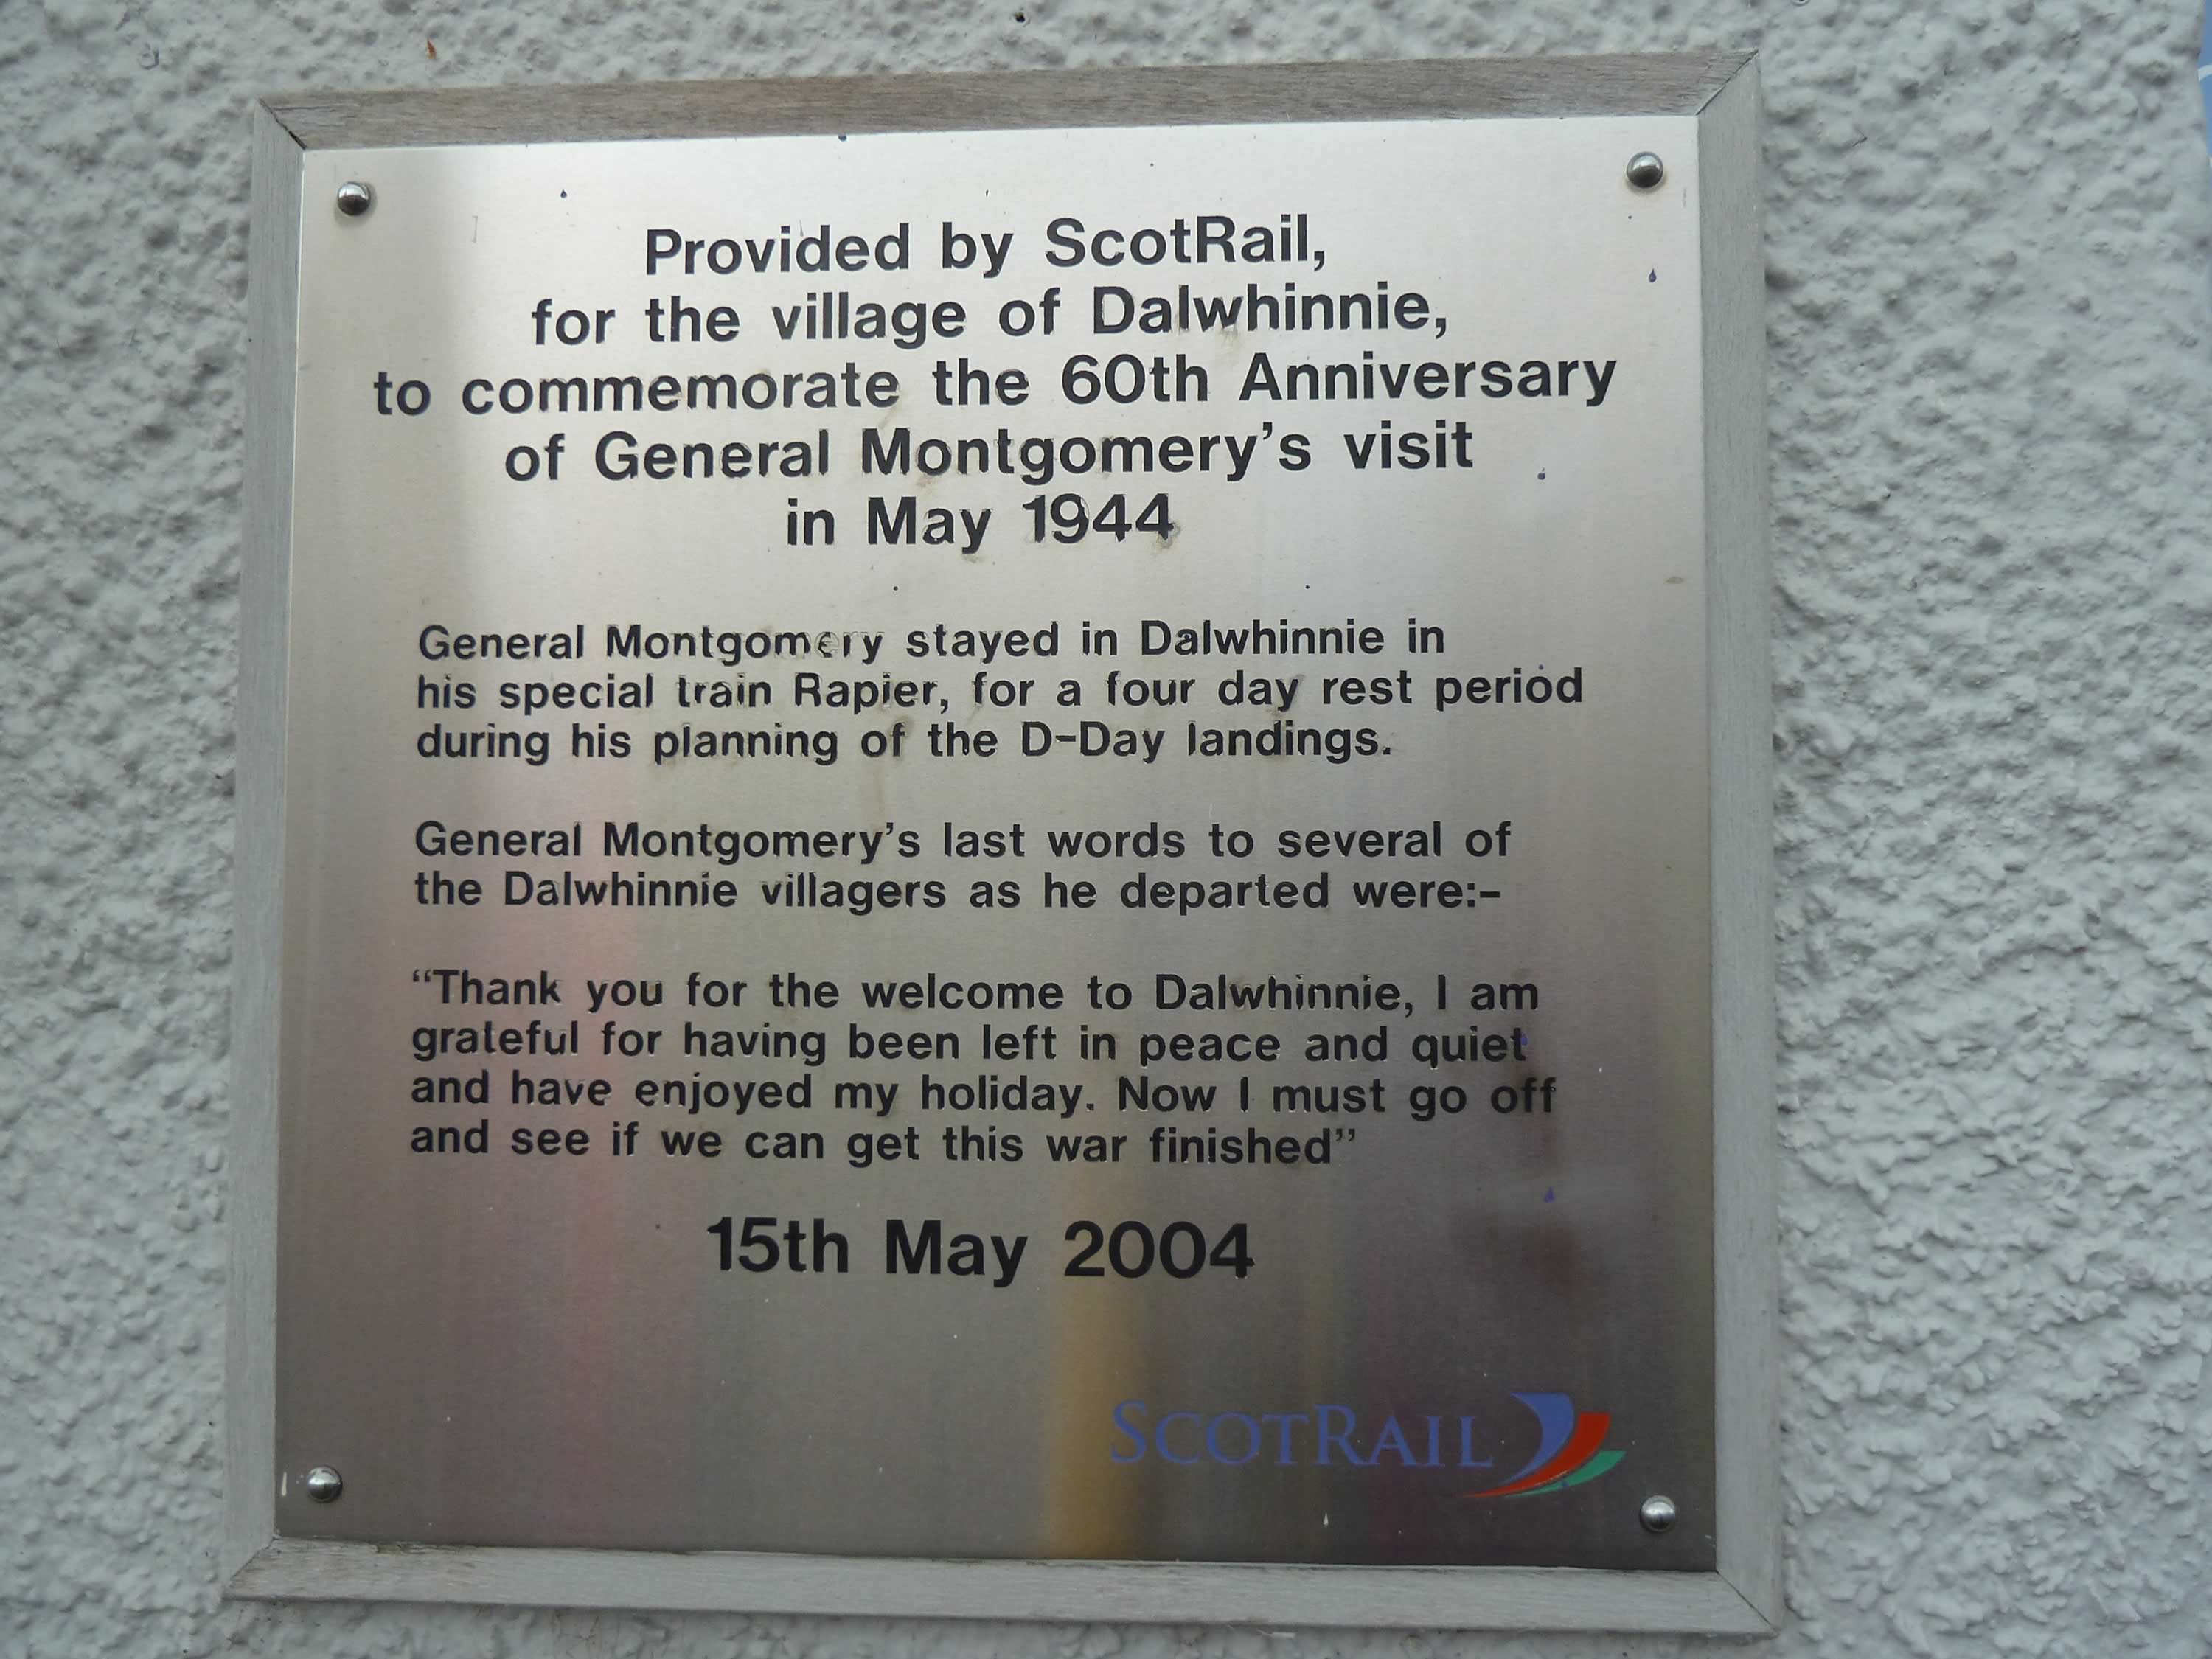 Provided by ScotRail,
for the village of Dalwhinnie,
to commemorate the 60th Anniversary
of General Montgomery's visit
in May 1944
General Montgomery stayed in Dalwhinnie in
his special train Rapier, for a four day rest period
during his planning of the D-Day landings.
General Montgomery's last words to several of
the Dalwhinnie villagers as he departed were:-
“Thank you for the welcome to Dalwhinnie, I am
grateful for having been left in peace and quiet
and have enjoyed my holiday. Now I must go off
and see if we can get this war finished”
15th May 2004
SCOTRAIL